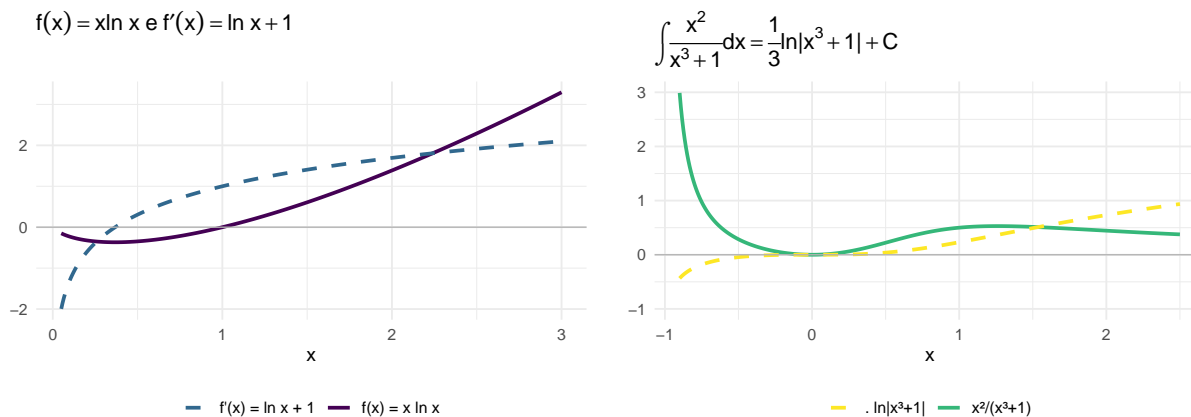 f(x) = xln x e f′(x) = ln x + 1
2
0
−2
0 1 2 3
x
f'(x) = ln x + 1 f(x) = x ln x
∫ x² / (x³ + 1) dx = 1/3 ln|x³ + 1| + C
3
2
1
0
−1
−1 0 1 2
x
. ln|x³+1| x²/(x³+1)